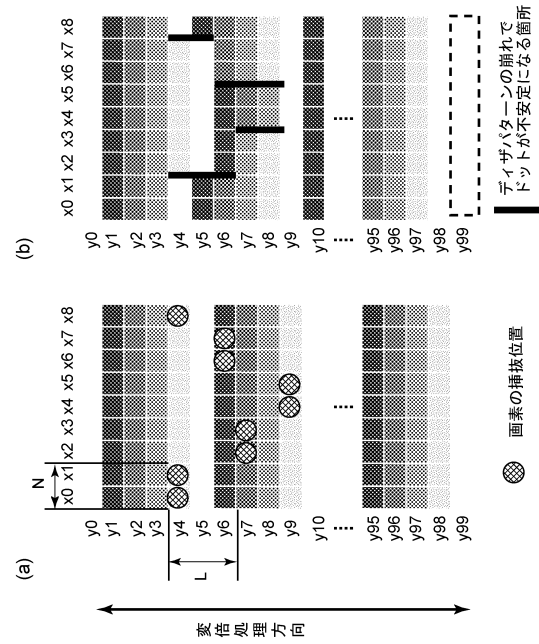 (a)
N
x0 x1 x2 x3 x4 x5 x6 x7 x8
y0
y1
y2
y3
y4
y5
y6
y7
y8
y9
y10
y95
y96
y97
y98
y99
L
変倍処理方向
画素の挿抜位置
(b)
x0 x1 x2 x3 x4 x5 x6 x7 x8
y0
y1
y2
y3
y4
y5
y6
y7
y8
y9
y10
y95
y96
y97
y98
y99
ディザパターンの崩れで
ドットが不安定になる箇所